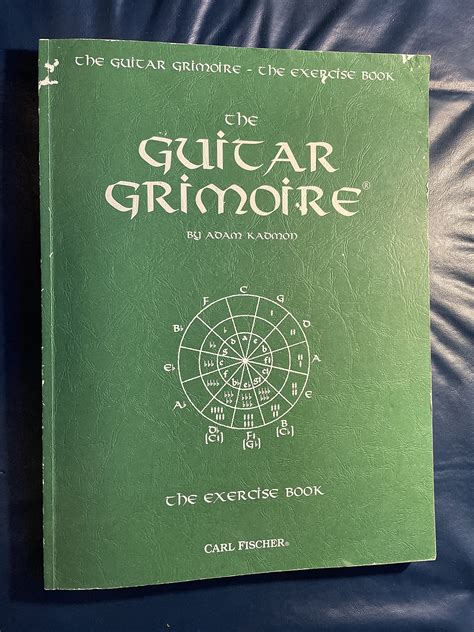 THE GUITAR GRIMOIRE - THE EXERCISE BOOK
THE
GUITAR
GRIMOIRE®
BY ADAM KADMON
C
F G
B♭ D
E♭ A
A♭ E
D♭ [C♯] F♯ [G♭] B [C♭]
THE EXERCISE BOOK
CARL FISCHER®